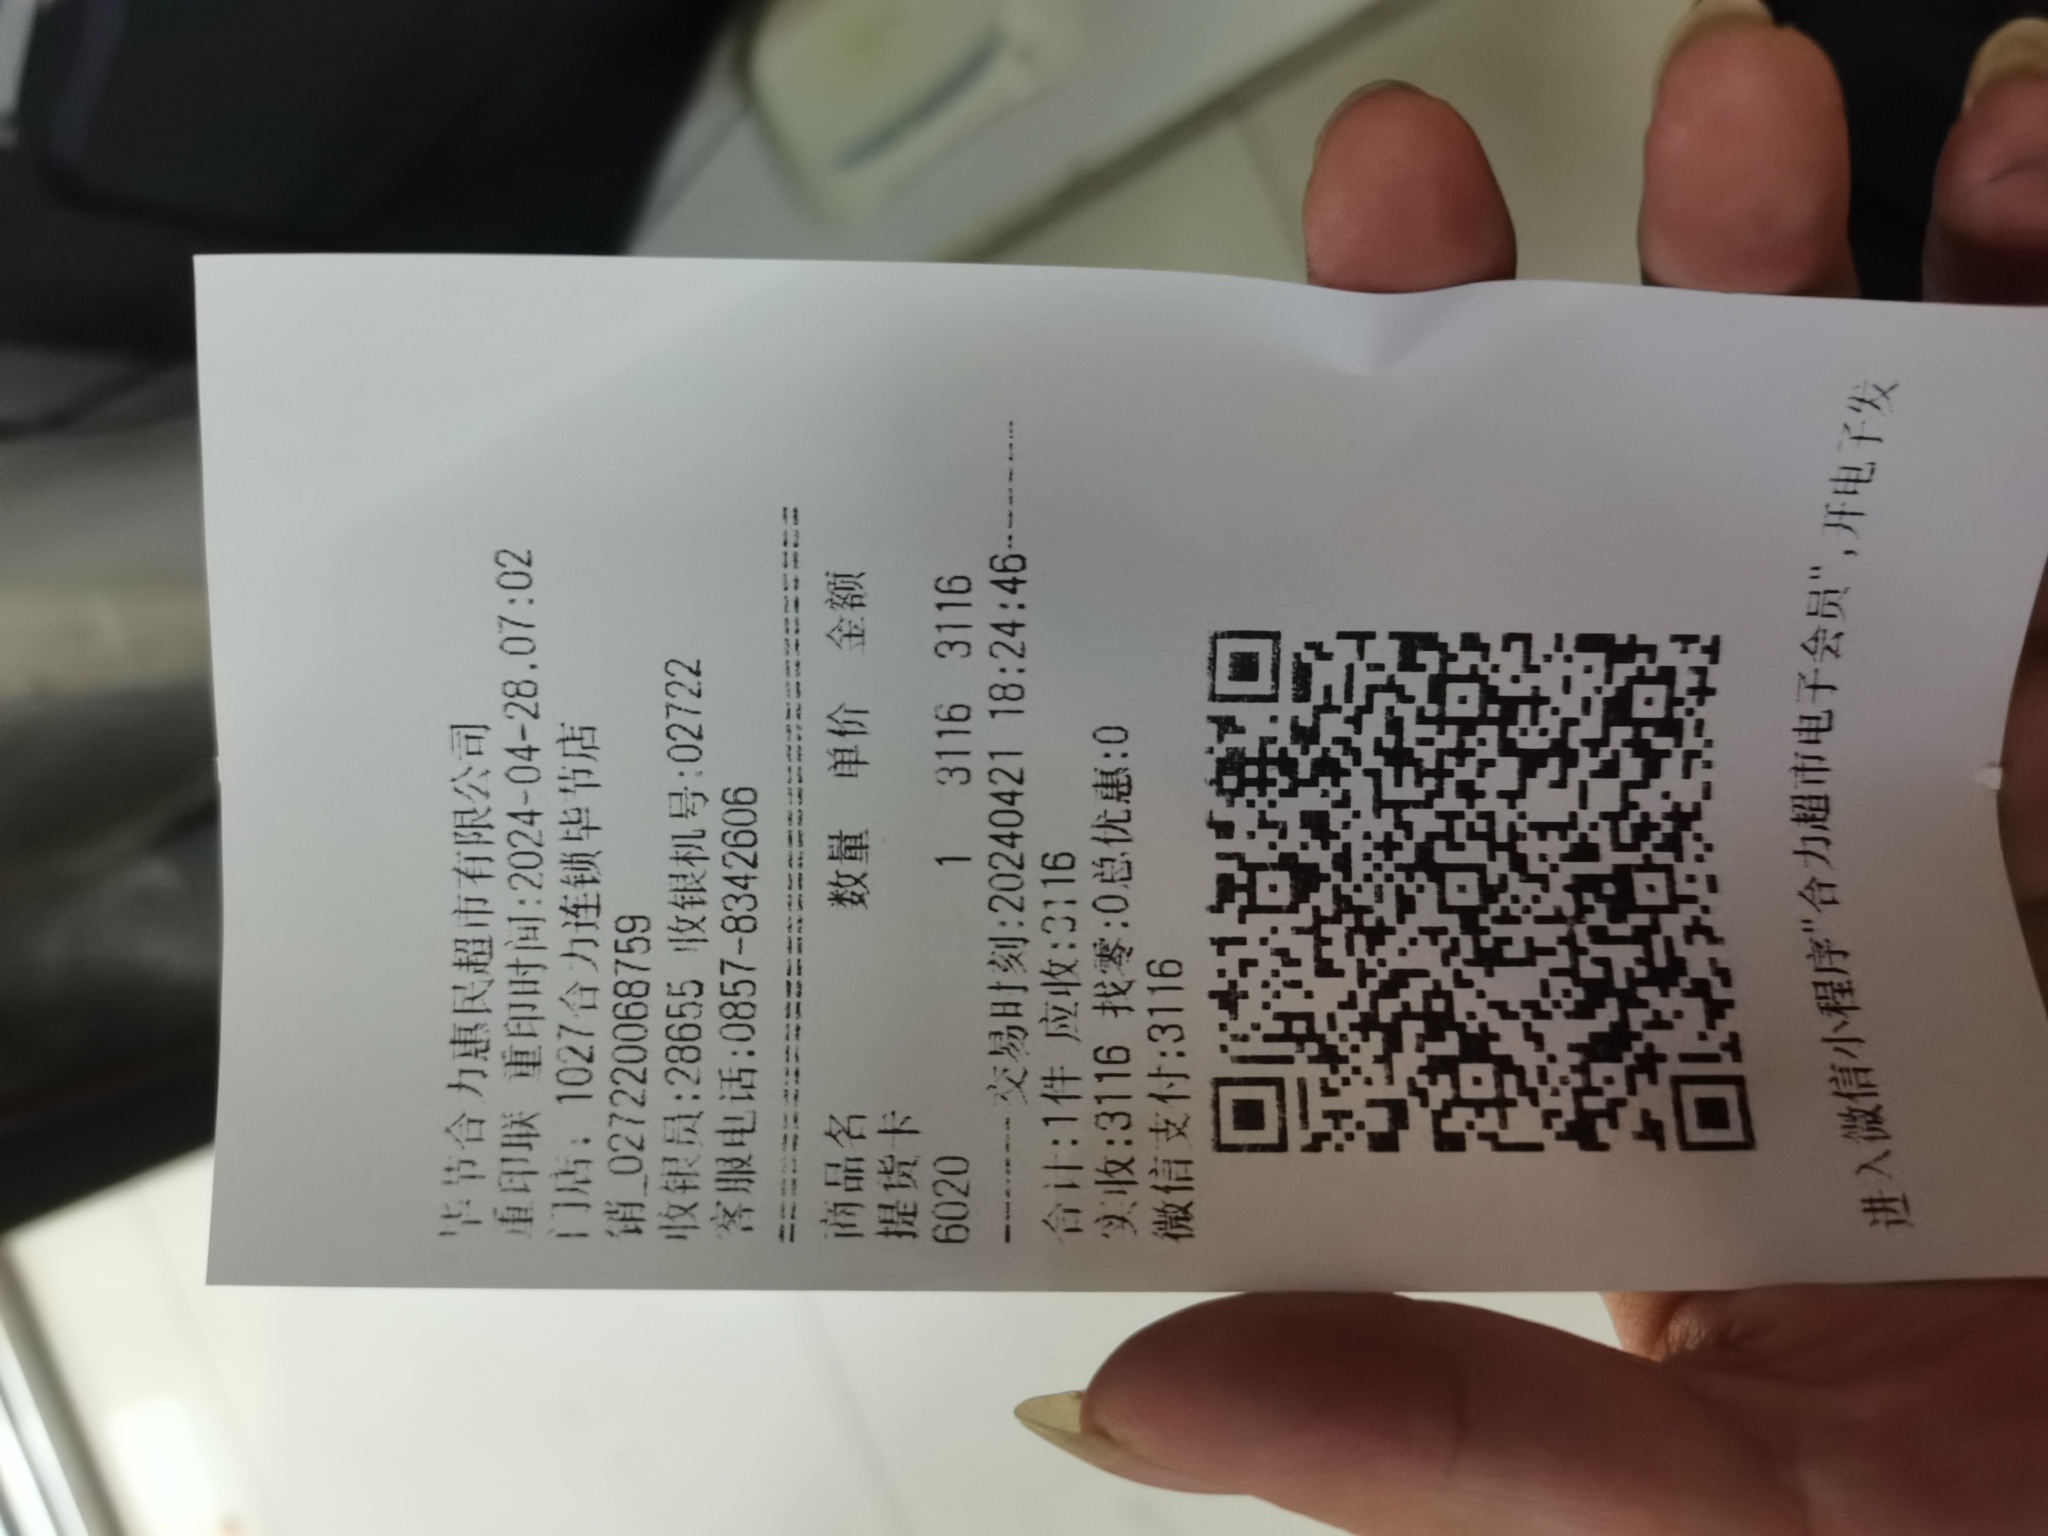 毕节合力惠民超市有限公司
重印联 重印时间:2024-04-28.07:02
门店: 1027合力连锁毕节店
销_0272220068759
收银员:28655 收银机号:02722
客服电话:0857-8342606
商品名 数量 单价 金额
提货卡
6020 1 3116 3116
交易时刻:20240421 18:24:46
合计:1件 应收:3116
实收:3116 找零:0总优惠:0
微信支付:3116
进入微信小程序"合力超市电子会员",开电子发